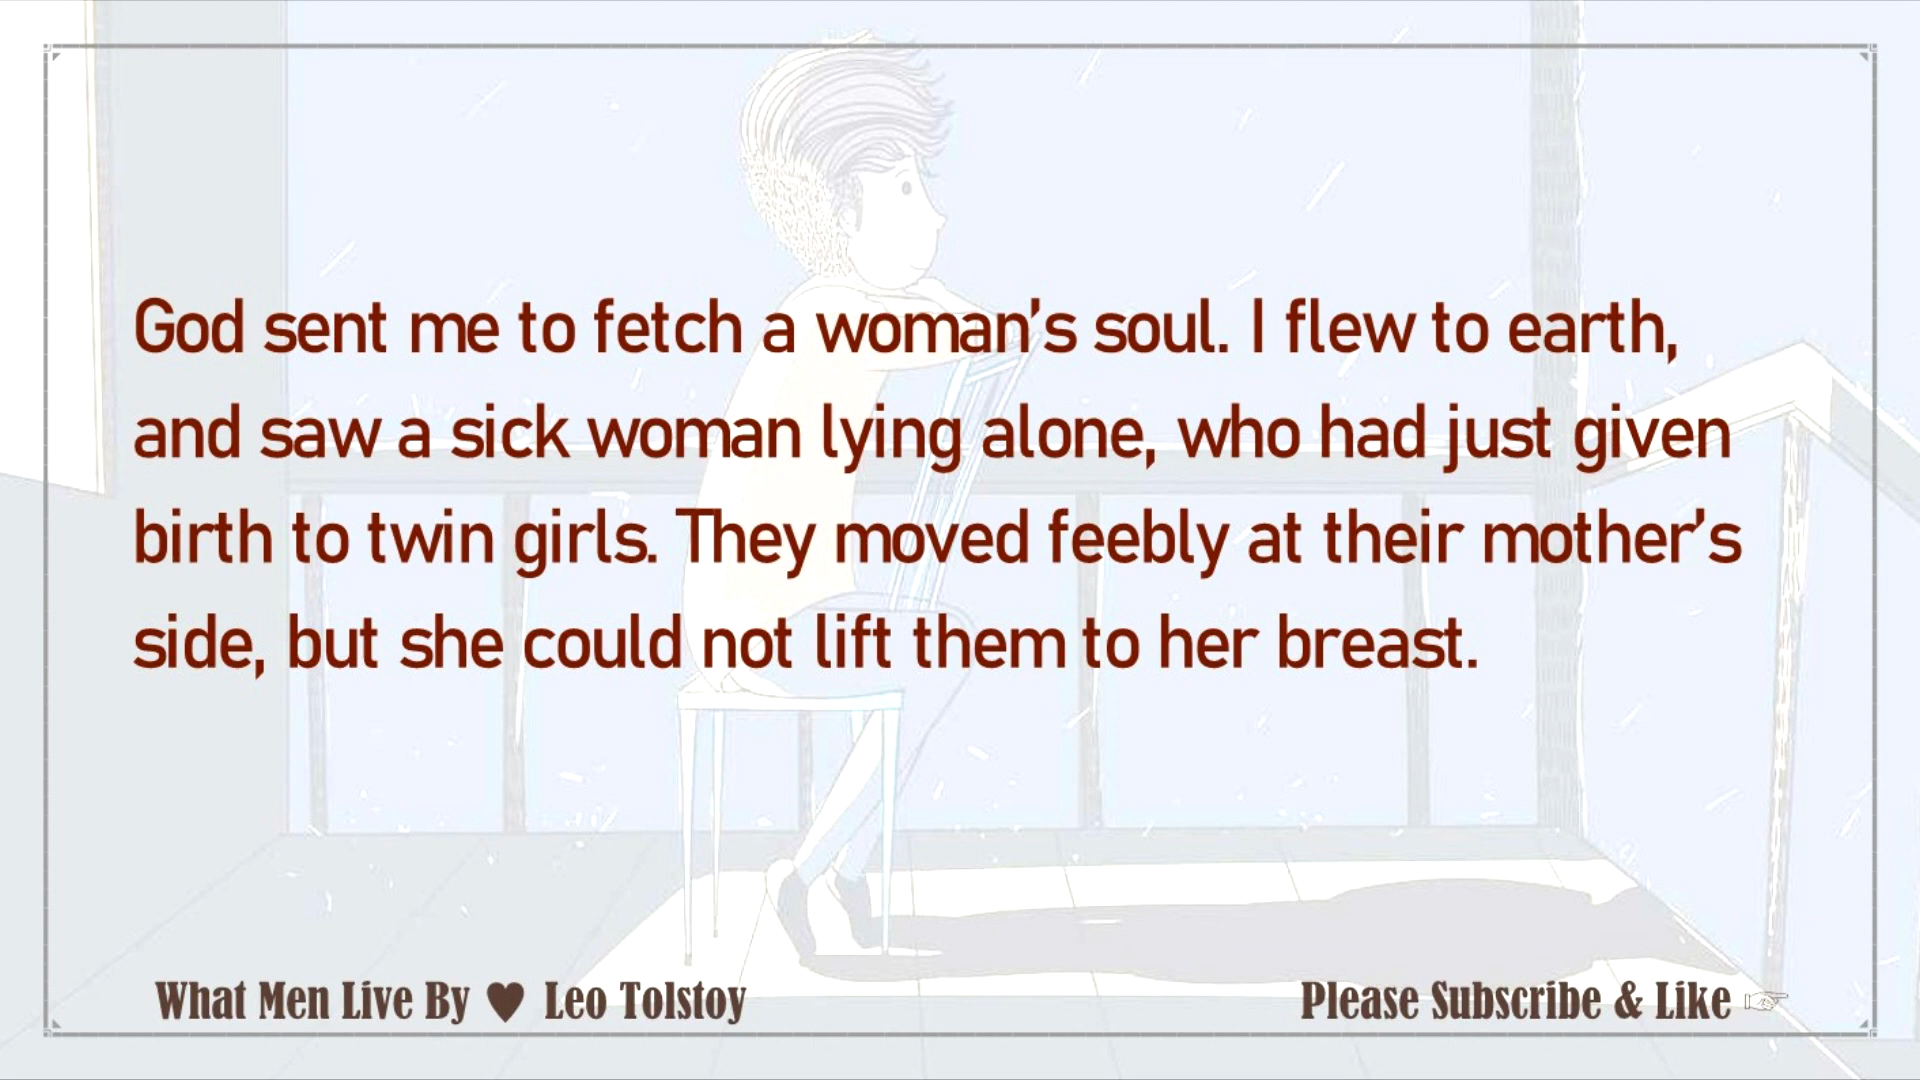 God sent me to fetch a woman’s soul. I flew to earth,
and saw a sick woman lying alone, who had just given
birth to twin girls. They moved feebly at their mother’s
side, but she could not lift them to her breast.
What Men Live By ♥ Leo Tolstoy
Please Subscribe & Like